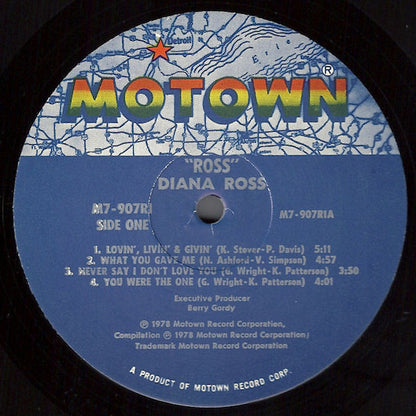 Detroit
Erie
MOTOWN®
"ROSS"
DIANA ROSS
M7-907R1
SIDE ONE
M7-907R1A
1. LOVIN', LIVIN' & GIVIN' (K. Stover-P. Davis) 5:11
2. WHAT YOU GAVE ME (N. Ashford-V. Simpson) 4:57
3. NEVER SAY I DON'T LOVE YOU (G. Wright-K. Patterson) 3:50
4. YOU WERE THE ONE (G. Wright-K. Patterson) 4:01
Executive Producer
Berry Gordy
℗ 1978 Motown Record Corporation,
Compilation ℗ 1978 Motown Record Corporation/
Trademark Motown Record Corporation
A PRODUCT OF MOTOWN RECORD CORP.